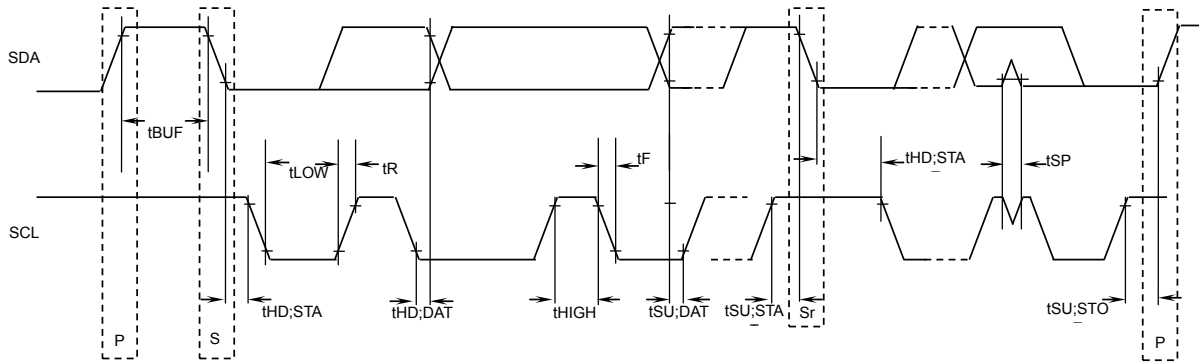 SDA
tBUF
tLOW
tR
tF
tHD;STA
_
tSP
SCL
tHD;STA
tHD;DAT
tHIGH
tSU;DAT
tSU;STA
_
Sr
tSU;STO
_
P
S
P